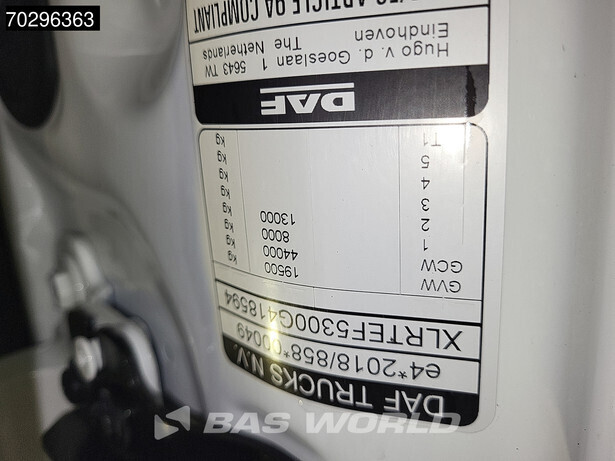 70296363
DAF TRUCKS N.V.
e4*2018/858*00049
XLRTEF5300G418594
GVW 19500 kg
GCW 44000 kg
1 8000 kg
2 13000 kg
3 kg
4 kg
5 kg
T1 kg
DAF
Hugo v. d. Goeslaan 1 5643 TW
Eindhoven The Netherlands
ARTICLE 9A COMPLIANT
BAS WORLD